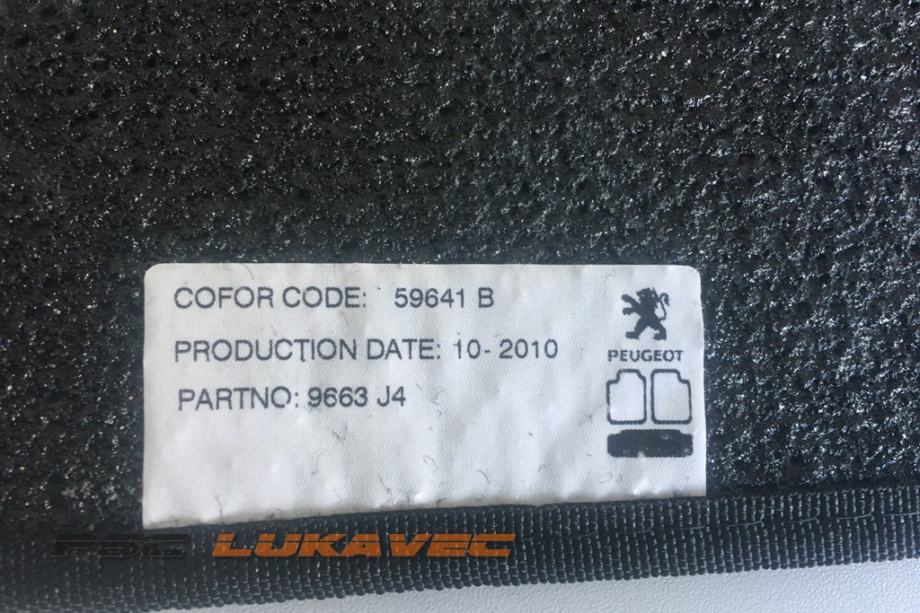 COFOR CODE: 59641 B
PRODUCTION DATE: 10-2010
PARTNO: 9663 J4
PEUGEOT
PSC LUKAVEC